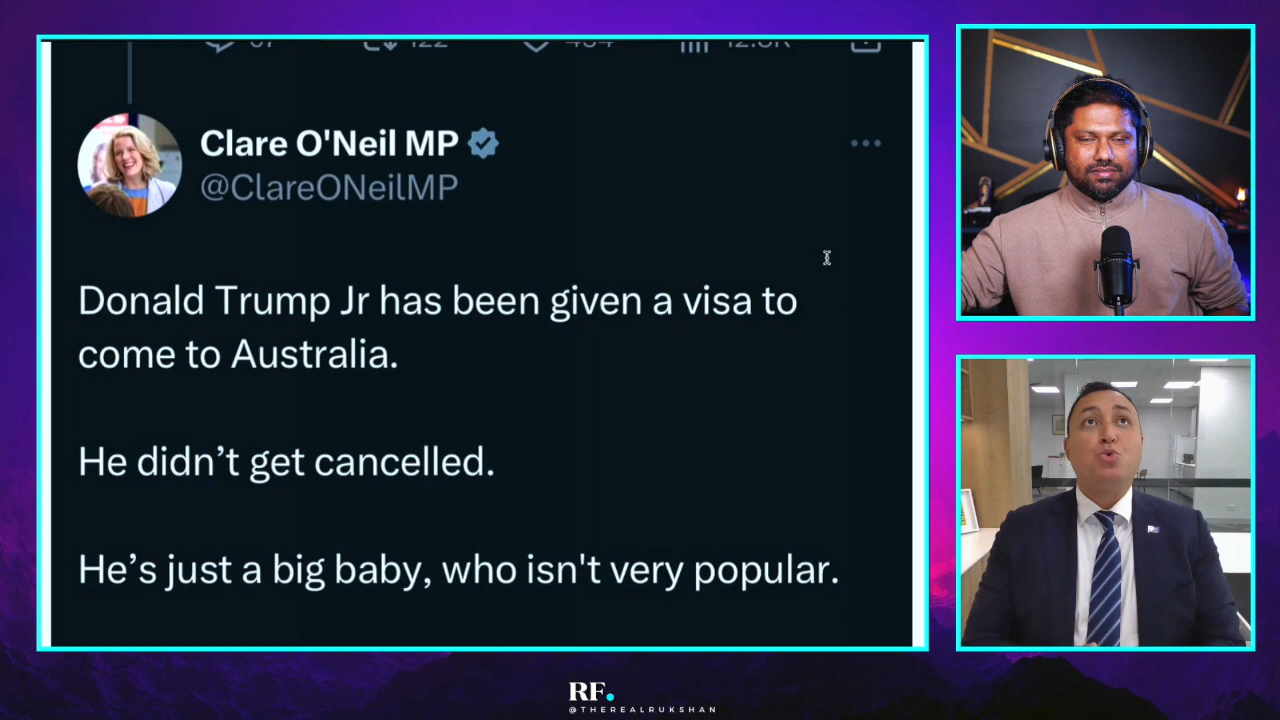 Clare O'Neil MP
@ClareONeilMP
Donald Trump Jr has been given a visa to
come to Australia.
He didn’t get cancelled.
He’s just a big baby, who isn't very popular.
RF.
@THEREALRUKSHAN